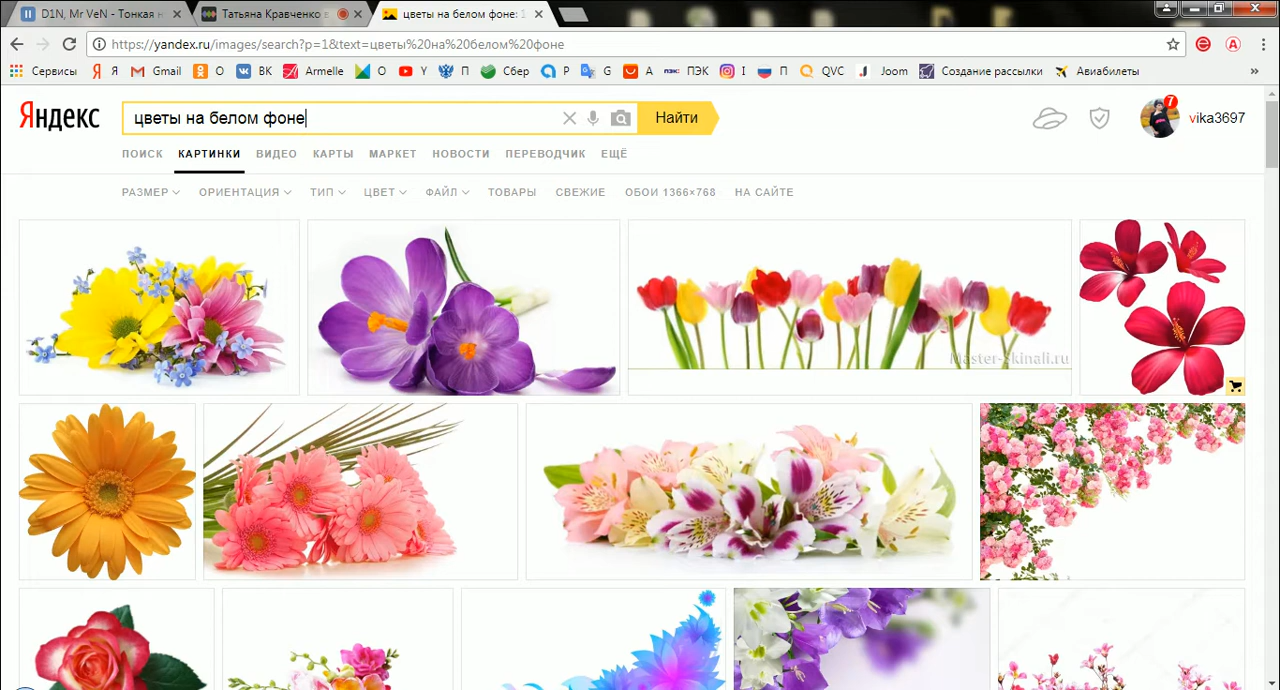 D1N, Mr VeN - Тонкая н
Татьяна Кравченко в
цветы на белом фоне: 1
https://yandex.ru/images/search?p=1&text=цветы%20на%20белом%20фоне
Сервисы Я Gmail О ВК Armelle О Y П Сбер P G А ПЭК I П QVC Joom Создание рассылки Авиабилеты »
Яндекс цветы на белом фоне Найти 7 vika3697
ПОИСК КАРТИНКИ ВИДЕО КАРТЫ МАРКЕТ НОВОСТИ ПЕРЕВОДЧИК ЕЩЁ
РАЗМЕР ОРИЕНТАЦИЯ ТИП ЦВЕТ ФАЙЛ ТОВАРЫ СВЕЖИЕ ОБОИ 1366×768 НА САЙТЕ
Master-Skinali.ru